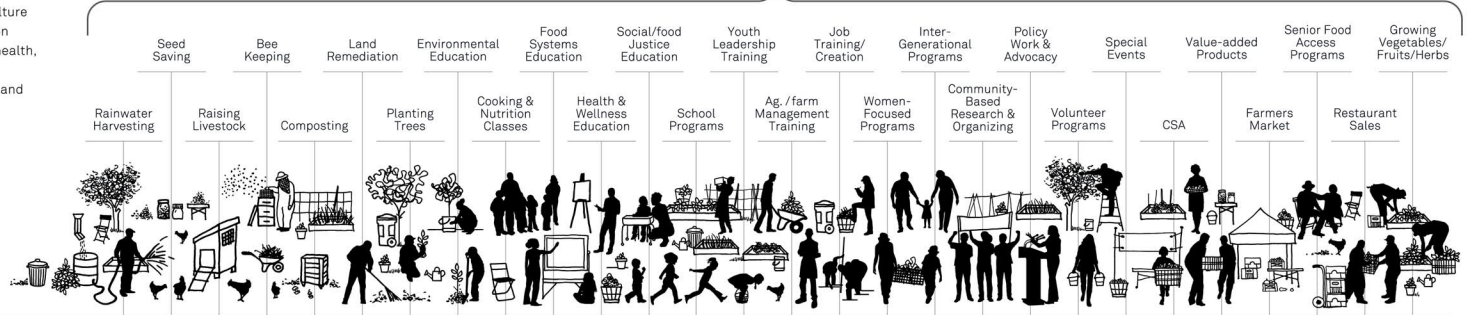 lture
n
health,
and
Seed
Saving
Bee
Keeping
Land
Remediation
Environmental
Education
Food
Systems
Education
Social/food
Justice
Education
Youth
Leadership
Training
Job
Training/
Creation
Inter-
Generational
Programs
Policy
Work &
Advocacy
Special
Events
Value-added
Products
Senior Food
Access
Programs
Growing
Vegetables/
Fruits/Herbs
Rainwater
Harvesting
Raising
Livestock
Composting
Planting
Trees
Cooking &
Nutrition
Classes
Health &
Wellness
Education
School
Programs
Ag. / farm
Management
Training
Women-
Focused
Programs
Community-
Based
Research &
Organizing
Volunteer
Programs
CSA
Farmers
Market
Restaurant
Sales